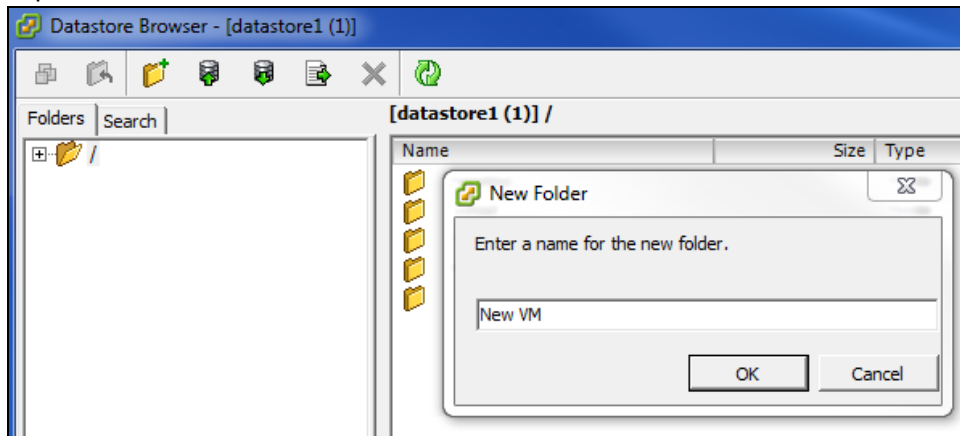 Datastore Browser - [datastore1 (1)]
Folders
Search
[datastore1 (1)] /
/
Name
Size
Type
New Folder
Enter a name for the new folder.
New VM
OK
Cancel